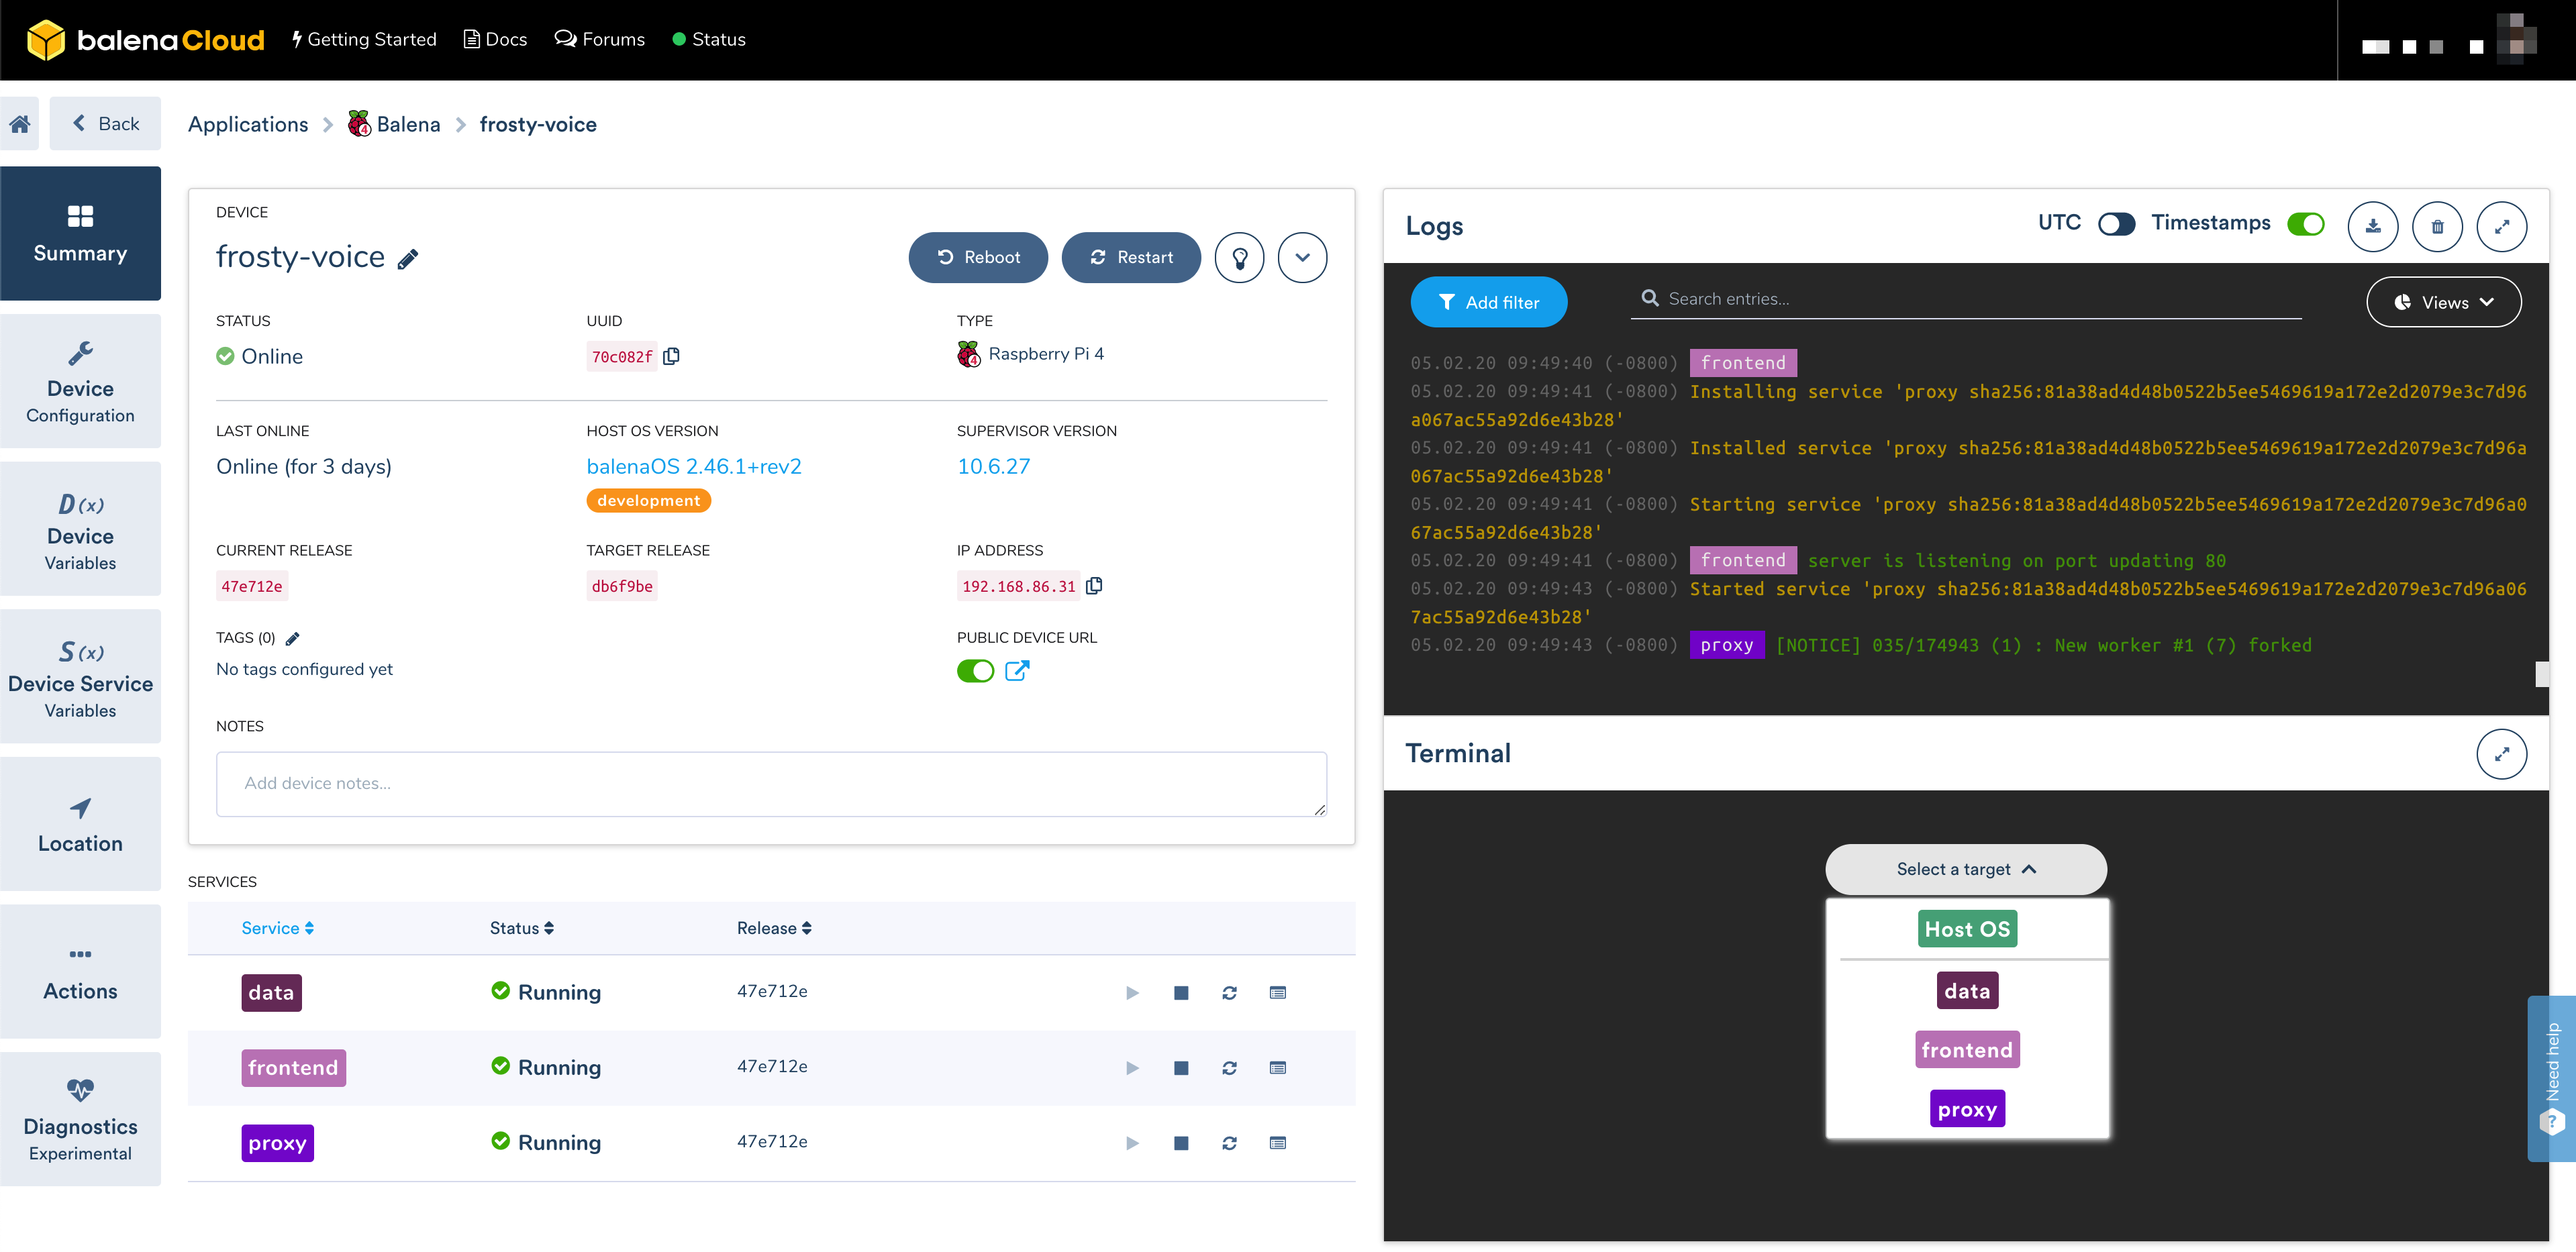 balenaCloud Getting Started Docs Forums Status
Back
Applications Balena frosty-voice
Summary
Device
Configuration
D(x)
Device
Variables
S(x)
Device Service
Variables
Location
Actions
Diagnostics
Experimental
DEVICE
frosty-voice
Reboot Restart
STATUS UUID TYPE
Online 70c082f 4 Raspberry Pi 4
LAST ONLINE HOST OS VERSION SUPERVISOR VERSION
Online (for 3 days) balenaOS 2.46.1+rev2 10.6.27
development
CURRENT RELEASE TARGET RELEASE IP ADDRESS
47e712e db6f9be 192.168.86.31
TAGS (0) PUBLIC DEVICE URL
No tags configured yet
NOTES
Add device notes...
SERVICES
Service Status Release
data Running 47e712e
frontend Running 47e712e
proxy Running 47e712e
Logs UTC Timestamps
Add filter Search entries... Views
05.02.20 09:49:40 (-0800) frontend
05.02.20 09:49:41 (-0800) Installing service 'proxy sha256:81a38ad4d48b0522b5ee5469619a172e2d2079e3c7d96
a067ac55a92d6e43b28'
05.02.20 09:49:41 (-0800) Installed service 'proxy sha256:81a38ad4d48b0522b5ee5469619a172e2d2079e3c7d96a
067ac55a92d6e43b28'
05.02.20 09:49:41 (-0800) Starting service 'proxy sha256:81a38ad4d48b0522b5ee5469619a172e2d2079e3c7d96a0
67ac55a92d6e43b28'
05.02.20 09:49:41 (-0800) frontend server is listening on port updating 80
05.02.20 09:49:43 (-0800) Started service 'proxy sha256:81a38ad4d48b0522b5ee5469619a172e2d2079e3c7d96a06
7ac55a92d6e43b28'
05.02.20 09:49:43 (-0800) proxy [NOTICE] 035/174943 (1) : New worker #1 (7) forked
Terminal
Select a target
Host OS
data
frontend
proxy
Need help
?